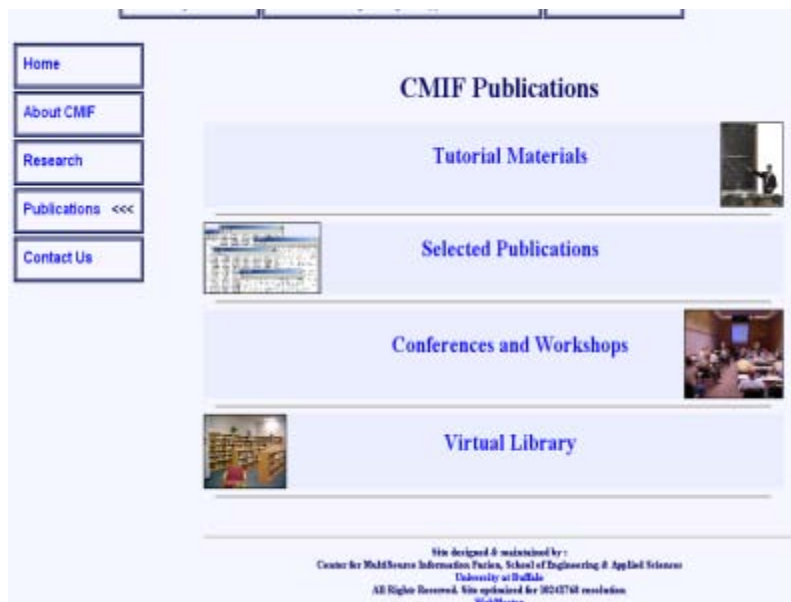 Home
About CMIF
Research
Publications <<<
Contact Us
CMIF Publications
Tutorial Materials
Selected Publications
Conferences and Workshops
Virtual Library
Site designed & maintained by :
Center for MultiSource Information Fusion, School of Engineering & Applied Sciences
University at Buffalo
All Rights Reserved. Site optimized for 1024X768 resolution
WebMaster